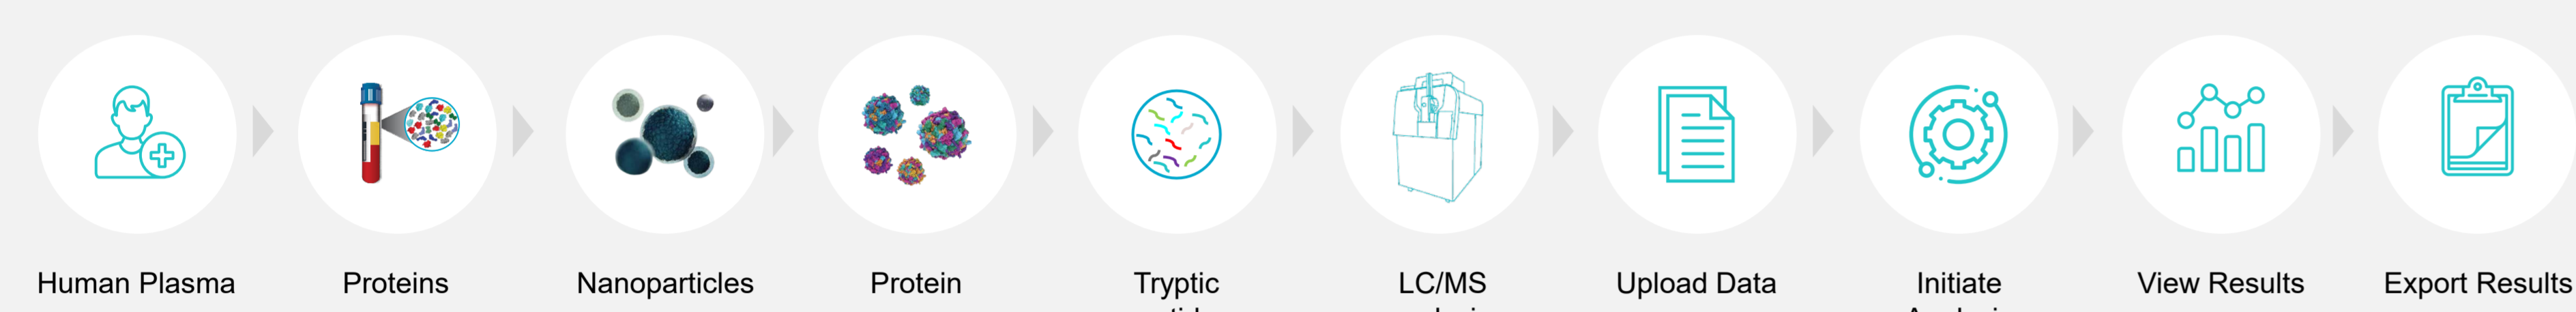 Human Plasma
Proteins
Nanoparticles
Protein
Tryptic
LC/MS
Upload Data
Initiate
View Results
Export Results